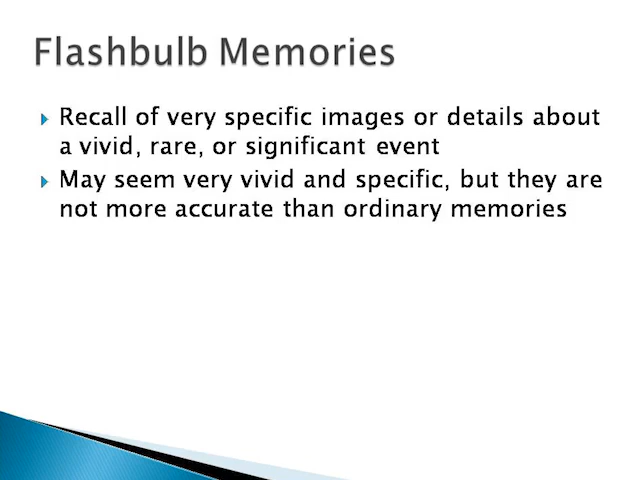 Flashbulb Memories
Recall of very specific images or details about
a vivid, rare, or significant event
May seem very vivid and specific, but they are
not more accurate than ordinary memories